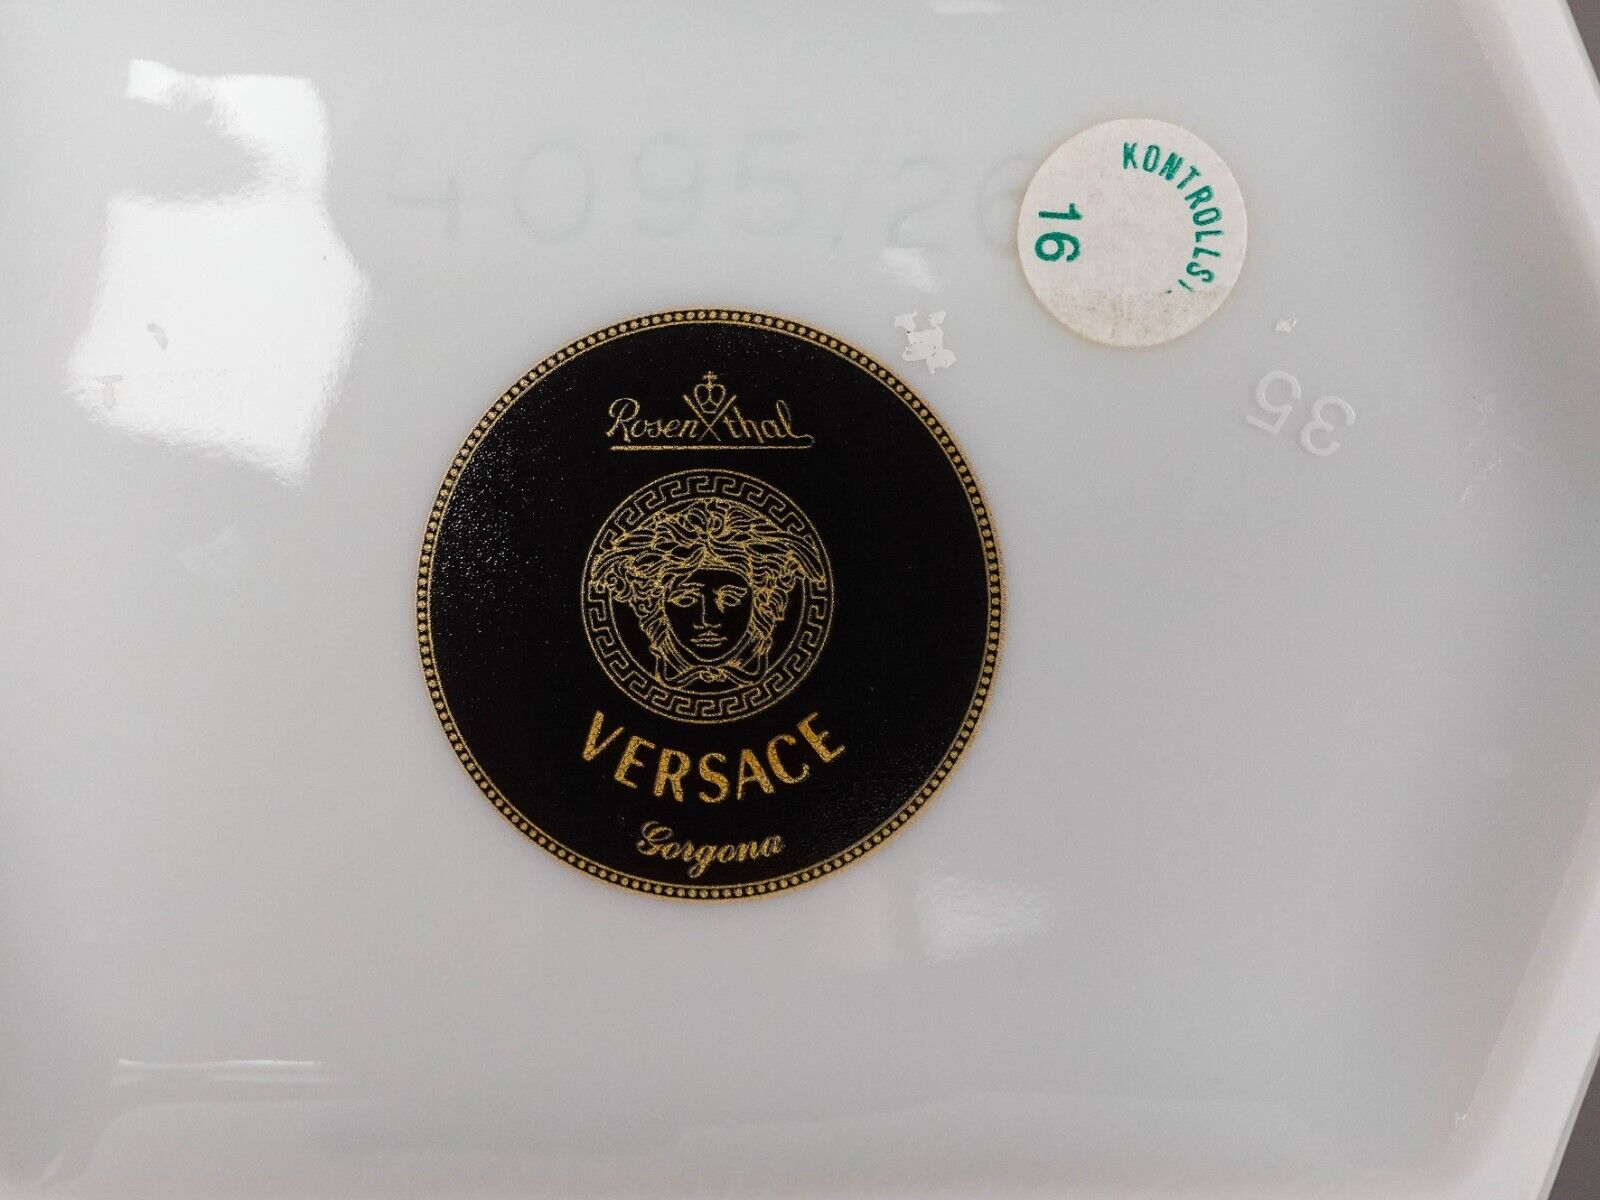 4095/26
KONTROLLS
16
35
Rosenthal
VERSACE
Gorgona